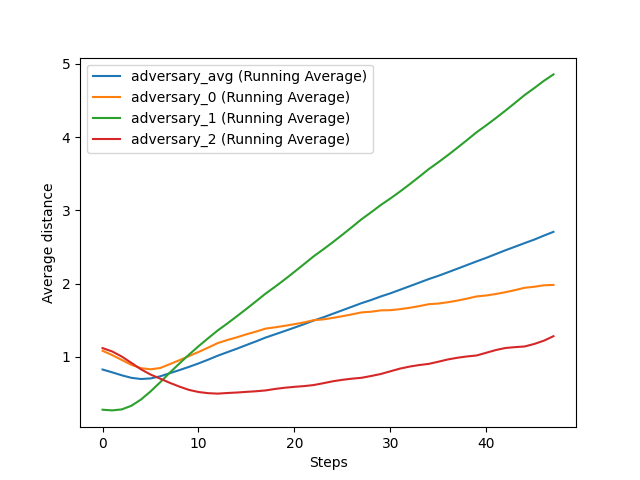 adversary_avg (Running Average)
adversary_0 (Running Average)
adversary_1 (Running Average)
adversary_2 (Running Average)
Average distance
5
4
3
2
1
0
10
20
30
40
Steps